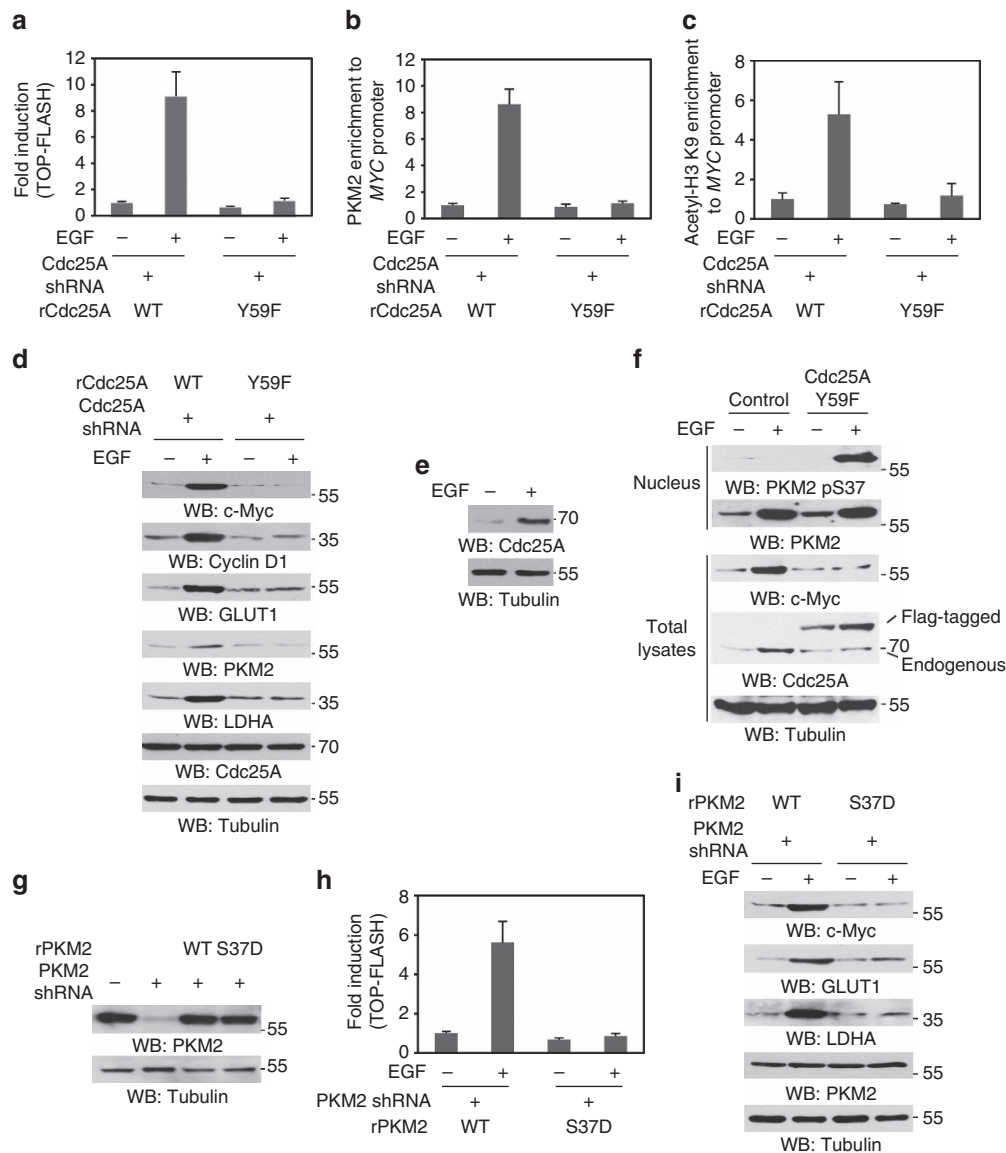 a
12
10
8
6
4
2
0
Fold induction
(TOP-FLASH)
EGF – + – +
Cdc25A
shRNA + +
rCdc25A WT Y59F
b
12
10
8
6
4
2
0
PKM2 enrichment to
MYC promoter
EGF – + – +
Cdc25A
shRNA + +
rCdc25A WT Y59F
c
8
6
4
2
0
Acetyl-H3 K9 enrichment
to MYC promoter
EGF – + – +
Cdc25A
shRNA + +
rCdc25A WT Y59F
d
rCdc25A WT Y59F
Cdc25A
shRNA + +
EGF – + – +
55
WB: c-Myc
35
WB: Cyclin D1
55
WB: GLUT1
55
WB: PKM2
35
WB: LDHA
70
WB: Cdc25A
55
WB: Tubulin
e
EGF – +
70
WB: Cdc25A
55
WB: Tubulin
f
Cdc25A
Control Y59F
EGF – + – +
Nucleus
55
WB: PKM2 pS37
55
WB: PKM2
Total
lysates
55
WB: c-Myc
Flag-tagged
70
Endogenous
WB: Cdc25A
55
WB: Tubulin
g
rPKM2 WT S37D
PKM2
shRNA – + + +
55
WB: PKM2
55
WB: Tubulin
h
8
6
4
2
0
Fold induction
(TOP-FLASH)
EGF – + – +
PKM2 shRNA + +
rPKM2 WT S37D
i
rPKM2 WT S37D
PKM2
shRNA + +
EGF – + – +
55
WB: c-Myc
55
WB: GLUT1
35
WB: LDHA
55
WB: PKM2
55
WB: Tubulin